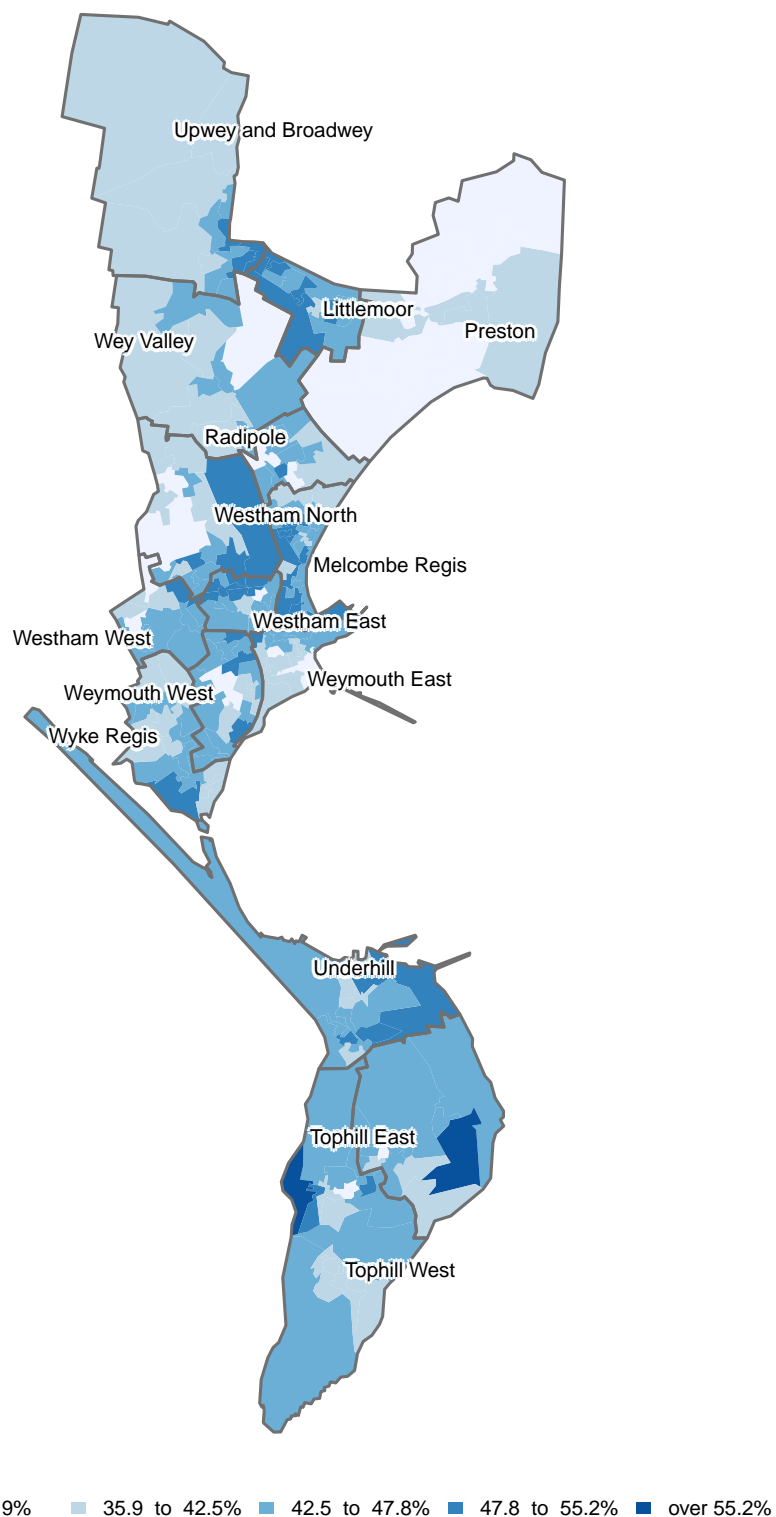 Upwey and Broadwey
Littlemoor
Preston
Wey Valley
Radipole
Westham North
Melcombe Regis
Westham East
Westham West
Weymouth East
Weymouth West
Wyke Regis
Underhill
Tophill East
Tophill West
9% 35.9 to 42.5% 42.5 to 47.8% 47.8 to 55.2% over 55.2%